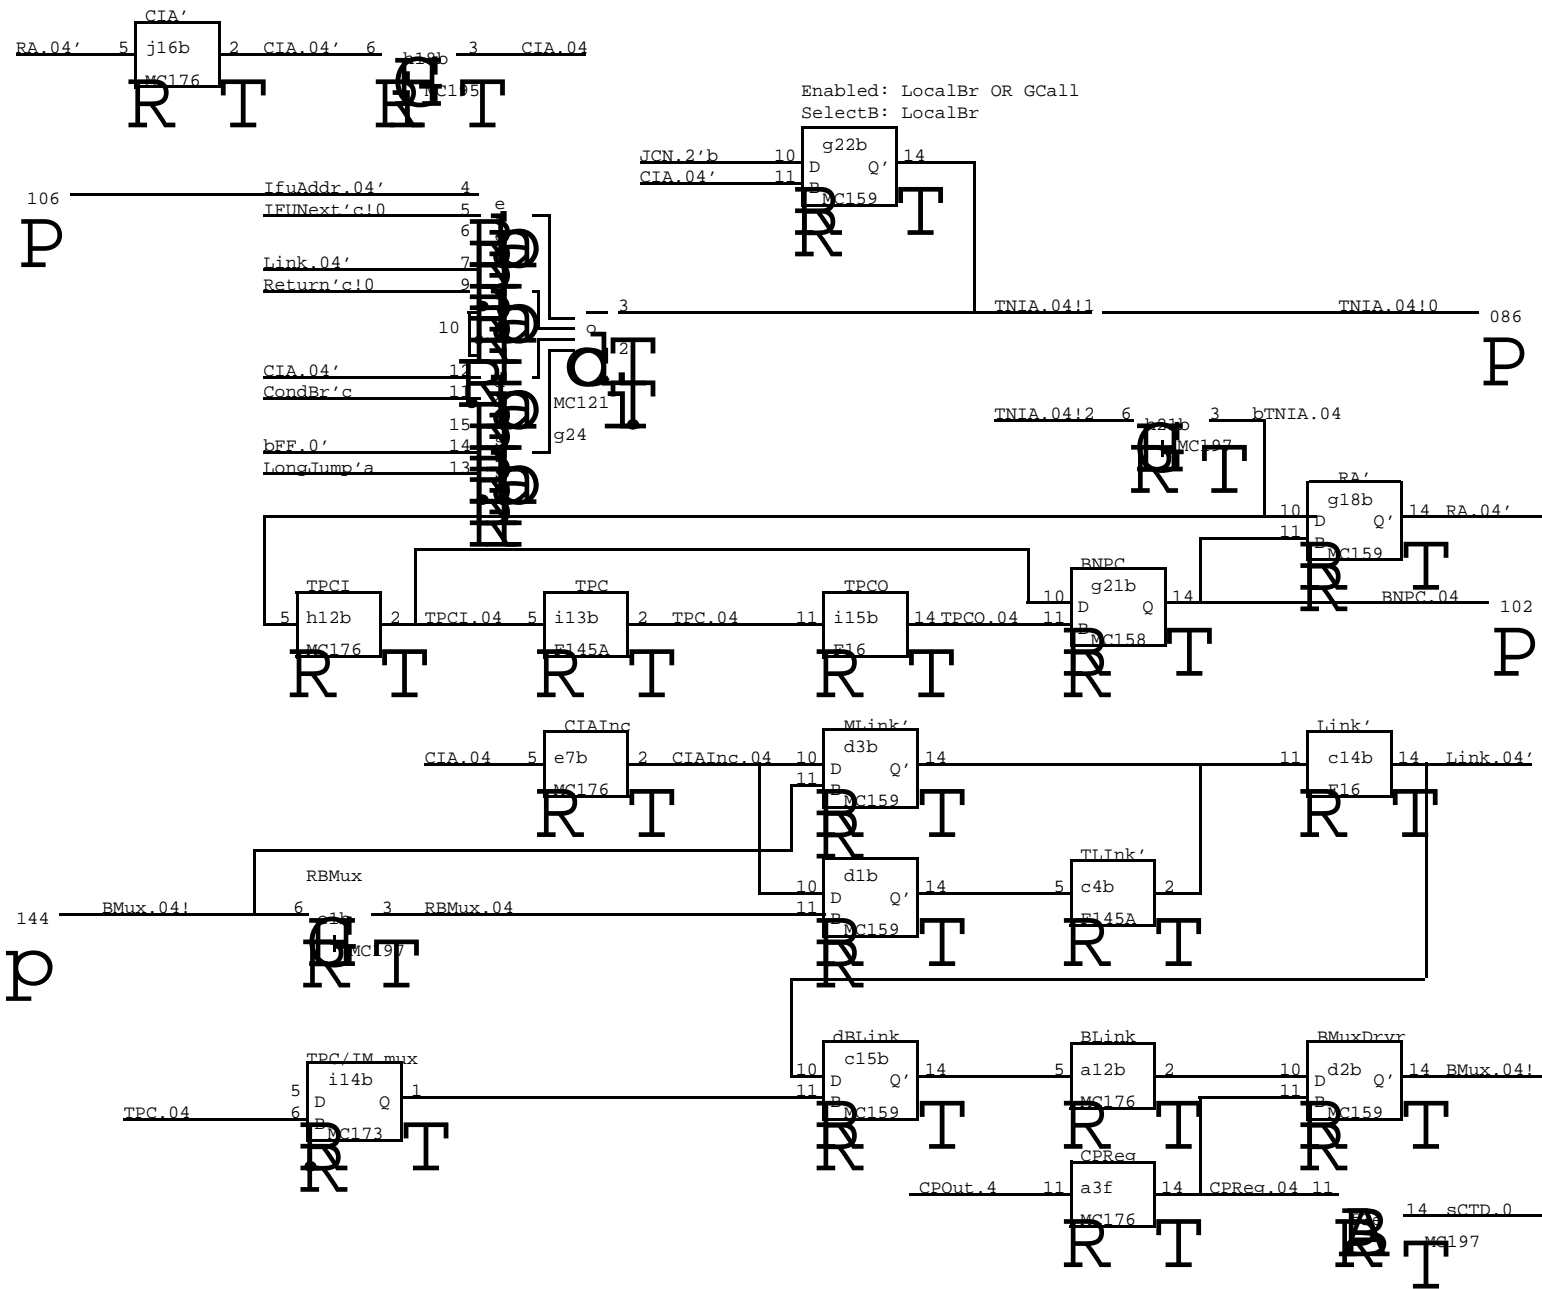 CIA'
RA.04' 5 j16b 2 CIA.04' 6 h18b 3 CIA.04
MC176 MC195
R T R T
Enabled: LocalBr OR GCall
SelectB: LocalBr
g22b
JCN.2'b 10 D Q' 14
CIA.04' 11 B
MC159
R R T
106 IfuAddr.04' 4
P
IFUNext'c!0 5
6
Link.04' 7
Return'c!0 9
10
CIA.04' 12
CondBr'c 11
15
bFF.0' 14
LongJump'a 13
3 TNIA.04!1 TNIA.04!0 086
P
o
2
MC121
g24
TNIA.04!2 6 h21b 3 bTNIA.04
MC197
R T
RA'
g18b
10 D Q' 14 RA.04'
11 B
MC159
R R T
TPCI TPC TPCO BNPC
g21b
5 h12b 2 TPCI.04 5 i13b 2 TPC.04 11 i15b 14 TPCO.04
10 D Q 14 BNPC.04 102
11 B
MC176 F145A F16 MC158
R T R T R T R R T P
CIAInc MLink' Link'
CIA.04 5 e7b 2 CIAInc.04 10 D d3b Q' 14 11 c14b 14 Link.04'
11 B
MC176 MC159 F16
R T R R T R T
RBMux
TLInk'
d1b
10 D Q' 14 5 c4b 2
144 BMux.04! 6 3 RBMux.04 11 B
MC197 MC159 F145A
p R T R R T R T
TPC/IM mux dBLink BLink BMuxDrvr
c15b
10 D Q' 14 5 a12b 2 10 D d2b Q' 14 BMux.04!
11 B 11 B
MC159 MC176 MC159
R R T R T R R T
i14b
5 D Q 1
TPC.04 6 B
MC173
R R T
CPReg
CPOut.4 11 a3f 14 CPReg.04 11
MC176
R T
14 sCTD.0
MC197
T